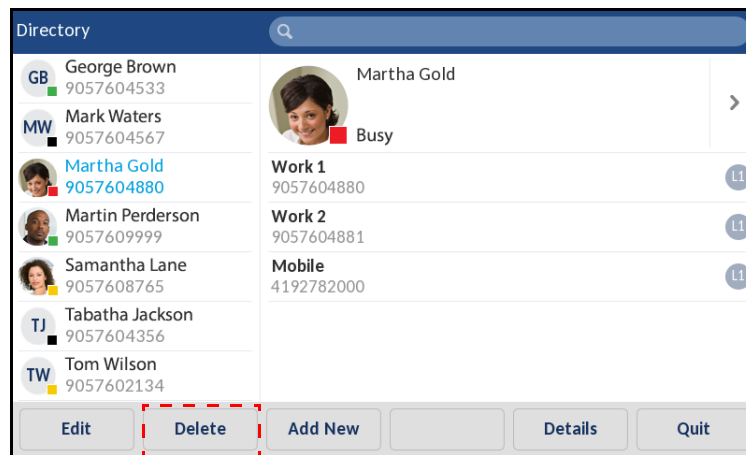 Directory
GB
George Brown
9057604533
MW
Mark Waters
9057604567
Martha Gold
9057604880
Martin Perderson
9057609999
Samantha Lane
9057608765
TJ
Tabatha Jackson
9057604356
TW
Tom Wilson
9057602134
Martha Gold
Busy
Work 1
9057604880
L1
Work 2
9057604881
L1
Mobile
4192782000
L1
Edit
Delete
Add New
Details
Quit